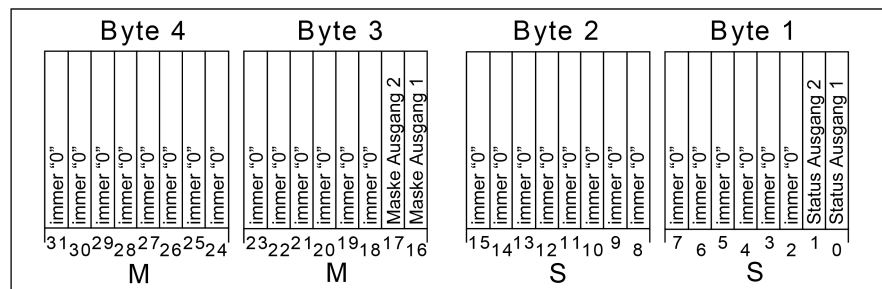 Byte 4 Byte 3 Byte 2 Byte 1
immer “0” immer “0” immer “0” immer “0” immer “0” immer “0” immer “0” immer “0” immer “0” immer “0” immer “0” immer “0” immer “0” immer “0” Maske Ausgang 2 Maske Ausgang 1 immer “0” immer “0” immer “0” immer “0” immer “0” immer “0” immer “0” immer “0” immer “0” immer “0” immer “0” immer “0” immer “0” immer “0” Status Ausgang 2 Status Ausgang 1
31 30 29 28 27 26 25 24 23 22 21 20 19 18 17 16 15 14 13 12 11 10 9 8 7 6 5 4 3 2 1 0
M M S S